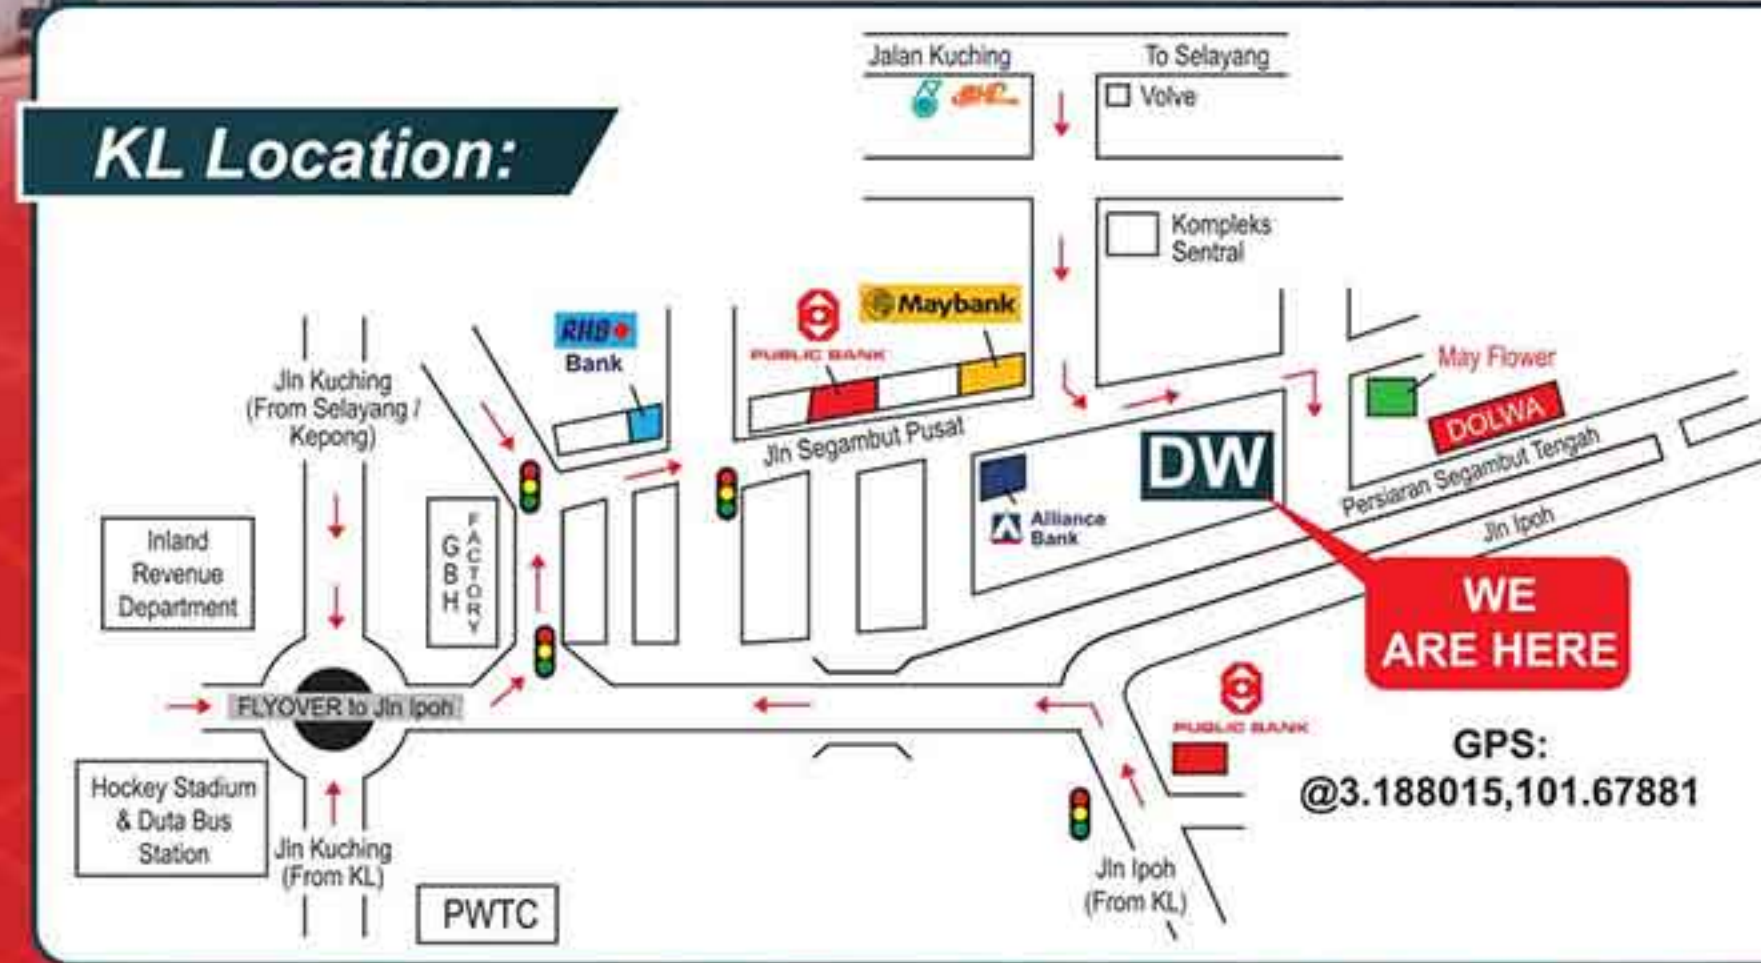 KL Location:
Jalan Kuching
To Selayang
BHP
Volve
Kompleks
Sentral
RHB
Bank
PUBLIC BANK
Maybank
May Flower
DOLWA
Jln Kuching
(From Selayang /
Kepong)
Jln Segambut Pusat
DW
Persiaran Segambut Tengah
Jln Ipoh
Alliance
Bank
Inland
Revenue
Department
GBH
FACTORY
WE
ARE HERE
FLYOVER to Jln Ipoh
PUBLIC BANK
GPS:
@3.188015,101.67881
Hockey Stadium
& Duta Bus
Station
Jln Kuching
(From KL)
PWTC
Jln Ipoh
(From KL)